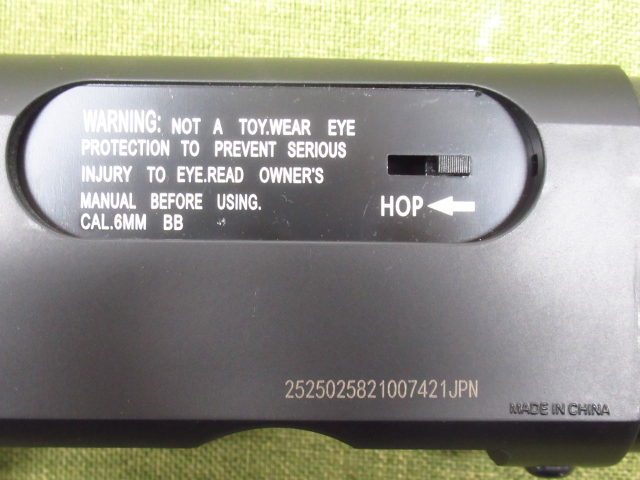 WARNING: NOT A TOY.WEAR EYE
PROTECTION TO PREVENT SERIOUS
INJURY TO EYE.READ OWNER'S
MANUAL BEFORE USING.
CAL.6MM BB
HOP
2525025821007421JPN
MADE IN CHINA